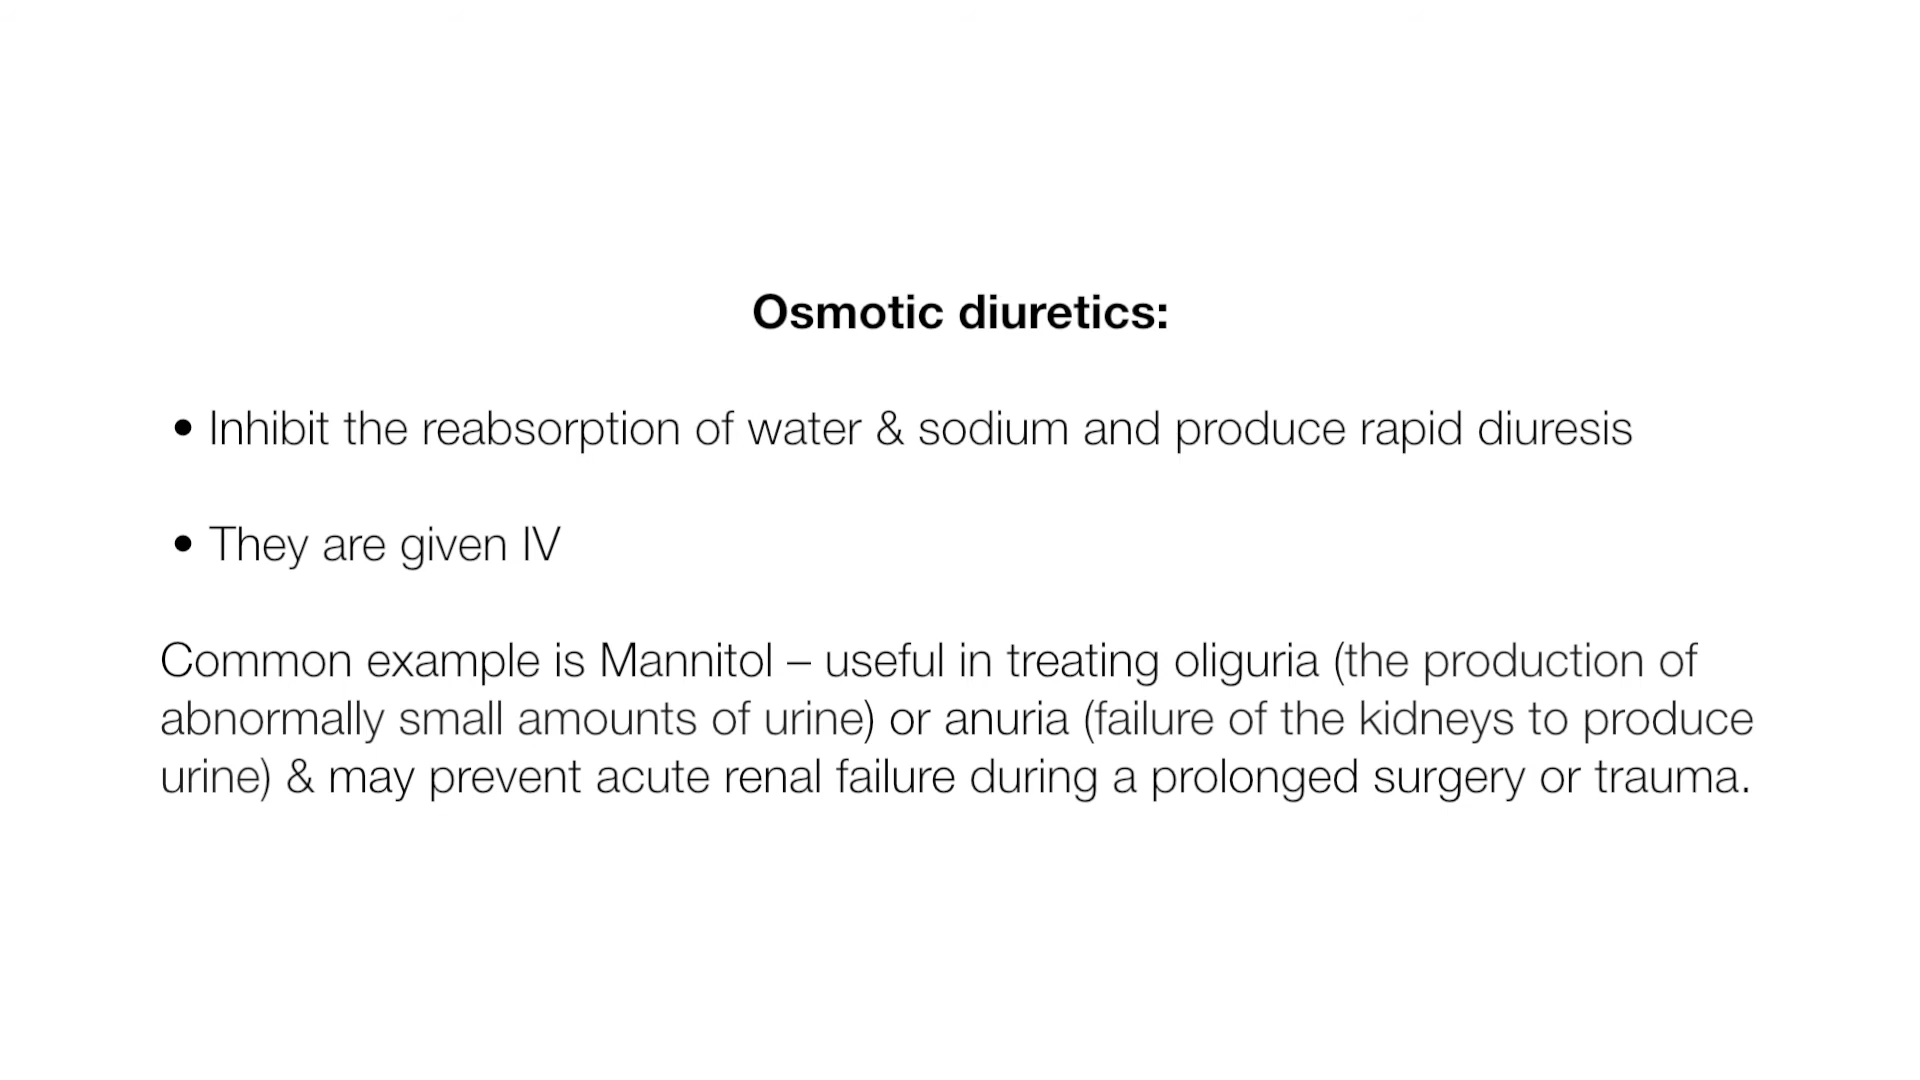 Osmotic diuretics:
• Inhibit the reabsorption of water & sodium and produce rapid diuresis
• They are given IV
Common example is Mannitol – useful in treating oliguria (the production of
abnormally small amounts of urine) or anuria (failure of the kidneys to produce
urine) & may prevent acute renal failure during a prolonged surgery or trauma.